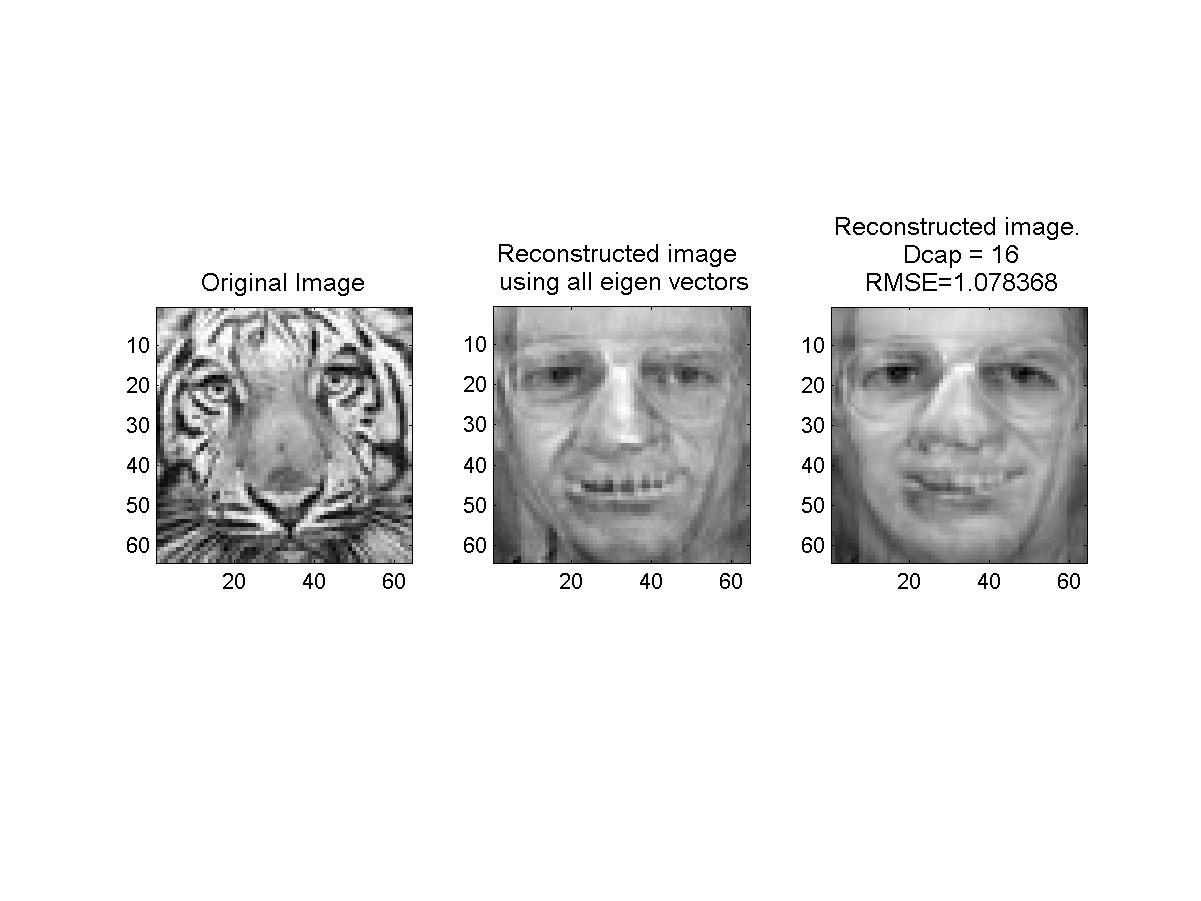 Original Image
10
20
30
40
50
60
20 40 60
Reconstructed image
using all eigen vectors
10
20
30
40
50
60
20 40 60
Reconstructed image.
Dcap = 16
RMSE=1.078368
10
20
30
40
50
60
20 40 60